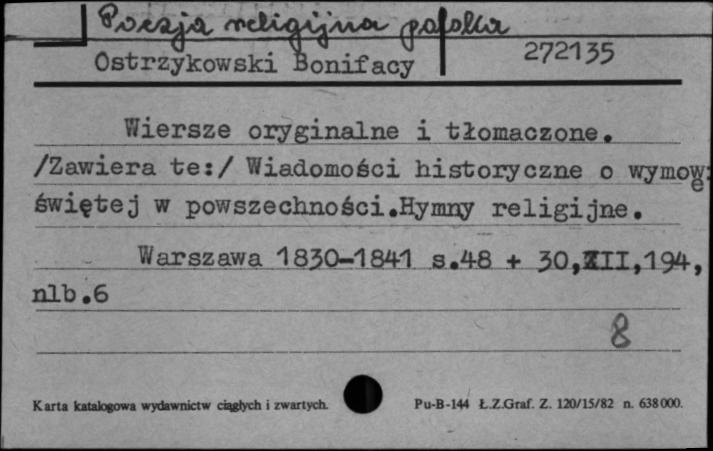 Poezja religijna polska
Ostrzykowski Bonifacy
272135
Wiersze oryginalne i tłomaczone.
/Zawiera te:/ Wiadomości historyczne o wymowę:
świętej w powszechności.Hymny religijne.
Warszawa 1830-1841 s.48 + 30,XII,194,
nlb.6
8
Karta katalogowa wydawnictw ciągłych i zwartych.
Pu-B-144 Ł.Z.Graf. Z. 120/15/82 n. 638000.